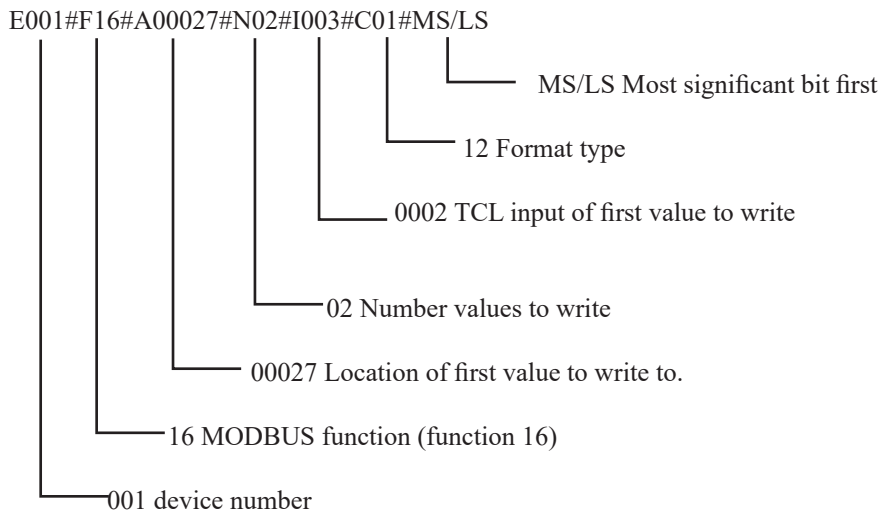 E001#F16#A00027#N02#I003#C01#MS/LS
MS/LS Most significant bit first
12 Format type
0002 TCL input of first value to write
02 Number values to write
00027 Location of first value to write to.
16 MODBUS function (function 16)
001 device number